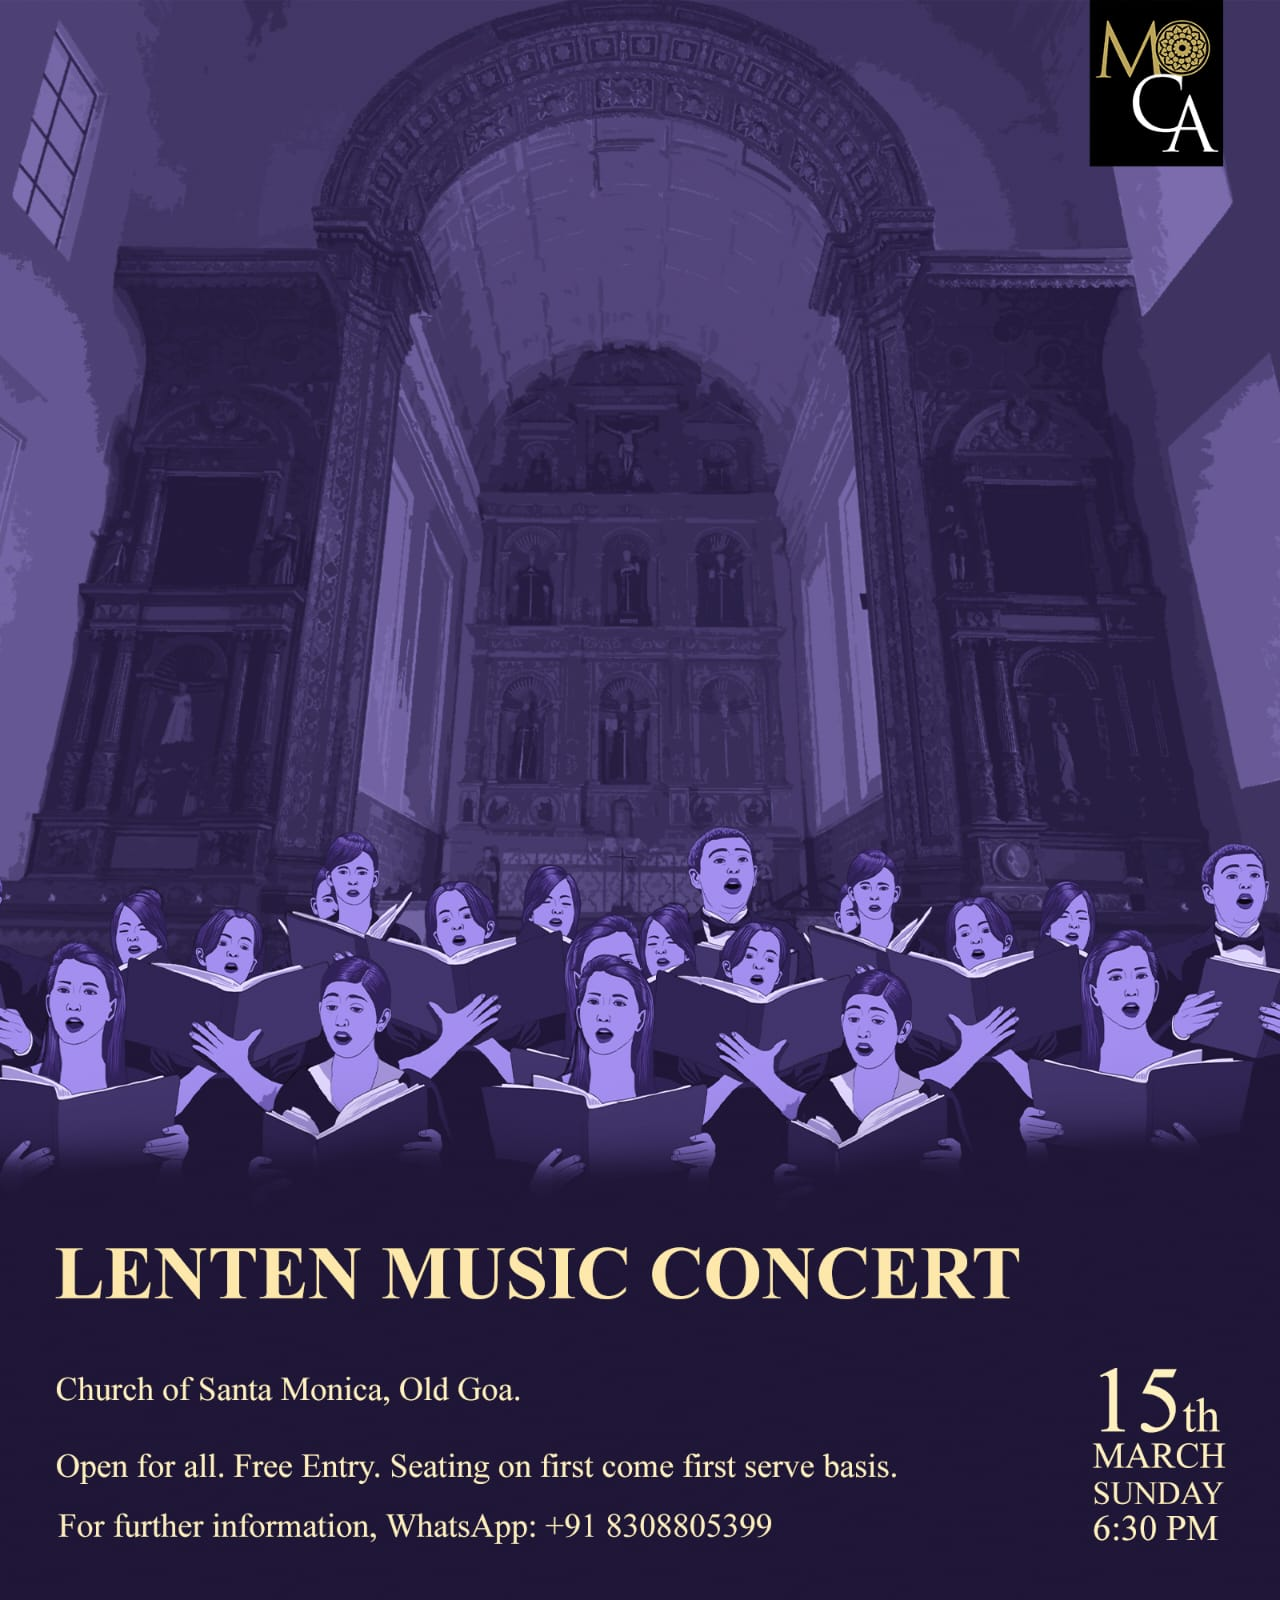 MOCA
LENTEN MUSIC CONCERT
Church of Santa Monica, Old Goa.
Open for all. Free Entry. Seating on first come first serve basis.
For further information, WhatsApp: +91 8308805399
15th
MARCH
SUNDAY
6:30 PM